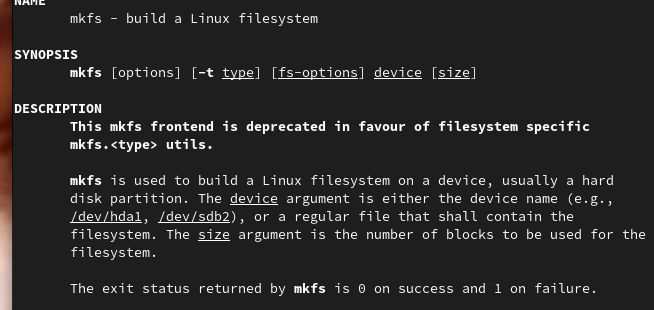 NAME
mkfs - build a Linux filesystem
SYNOPSIS
mkfs [options] [-t type] [fs-options] device [size]
DESCRIPTION
This mkfs frontend is deprecated in favour of filesystem specific
mkfs.<type> utils.
mkfs is used to build a Linux filesystem on a device, usually a hard
disk partition. The device argument is either the device name (e.g.,
/dev/hda1, /dev/sdb2), or a regular file that shall contain the
filesystem. The size argument is the number of blocks to be used for the
filesystem.
The exit status returned by mkfs is 0 on success and 1 on failure.